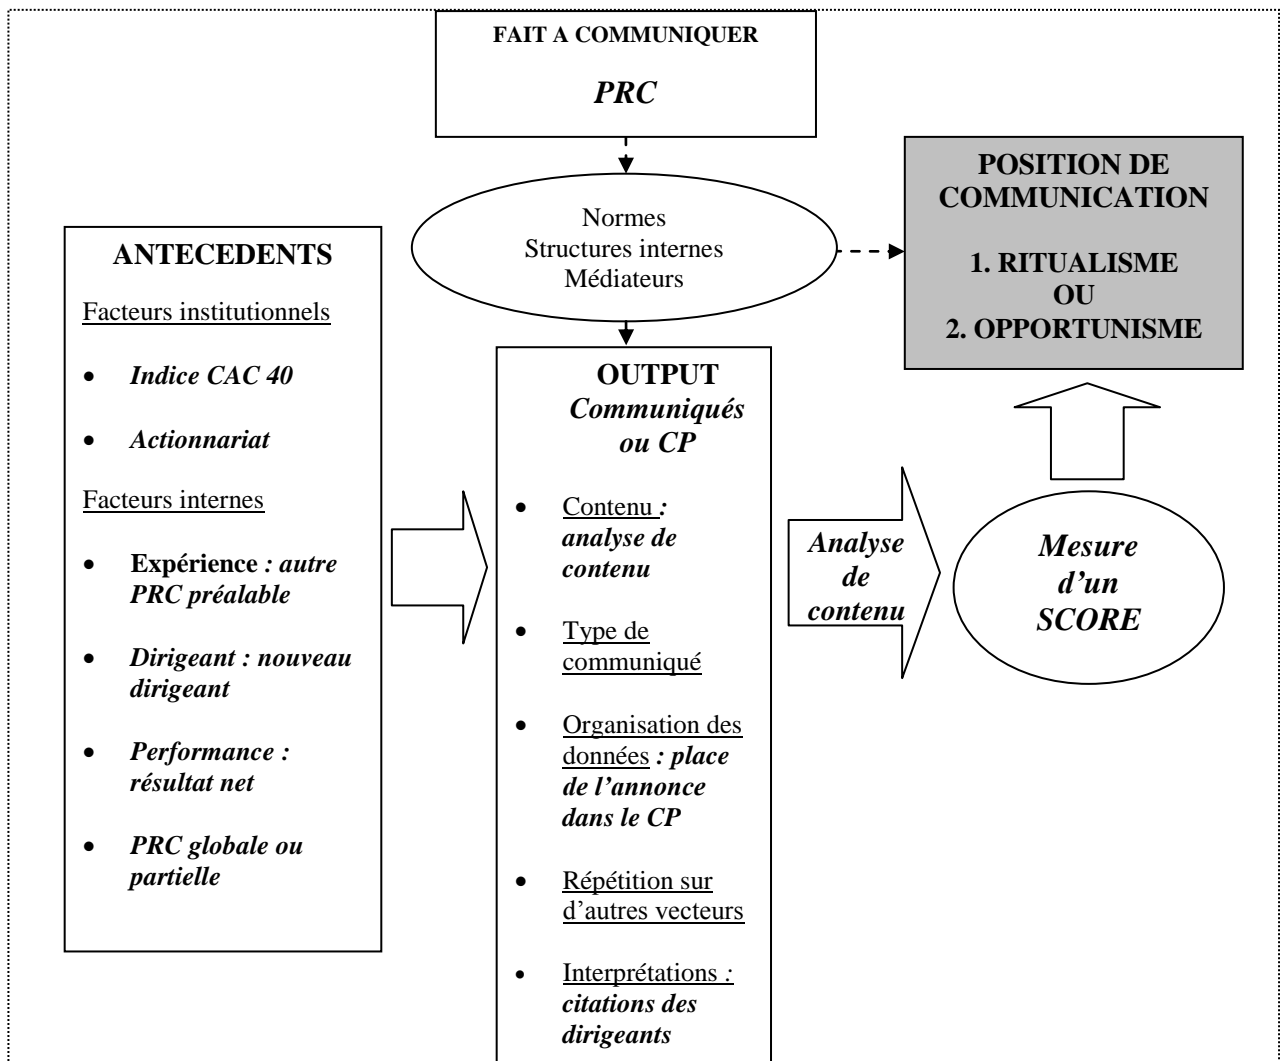 FAIT A COMMUNIQUER
PRC
Normes
Structures internes
Médiateurs
POSITION DE
COMMUNICATION
1. RITUALISME
OU
2. OPPORTUNISME
ANTECEDENTS
Facteurs institutionnels
• Indice CAC 40
• Actionnariat
Facteurs internes
• Expérience : autre
PRC préalable
• Dirigeant : nouveau
dirigeant
• Performance :
résultat net
• PRC globale ou
partielle
OUTPUT
Communiqués
ou CP
• Contenu :
analyse de
contenu
• Type de
communiqué
• Organisation des
données : place
de l’annonce
dans le CP
• Répétition sur
d’autres vecteurs
• Interprétations :
citations des
dirigeants
Analyse
de
contenu
Mesure
d’un
SCORE